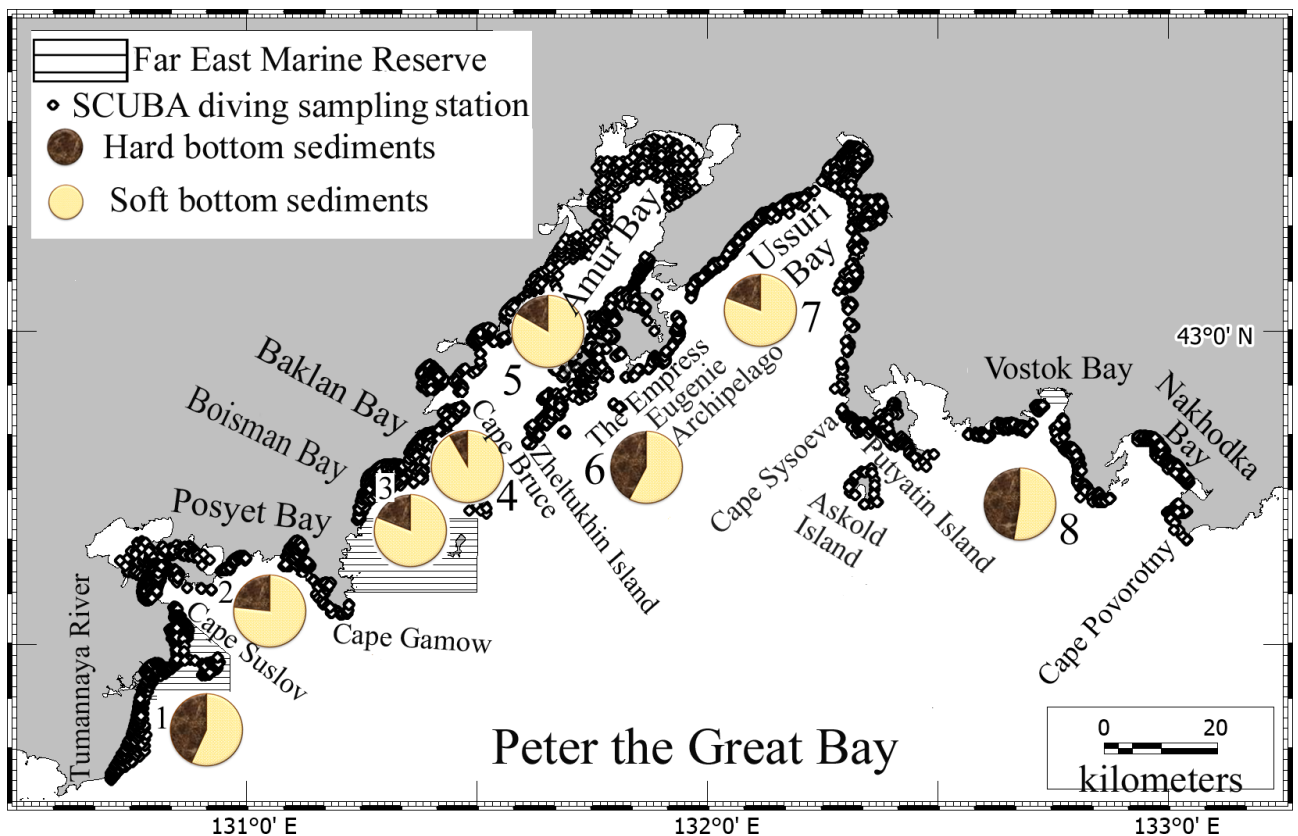 Far East Marine Reserve
SCUBA diving sampling station
Hard bottom sediments
Soft bottom sediments
Amur Bay
Ussuri
Bay
7
43°0' N
5
Baklan Bay
Boisman Bay
Posyet Bay
The Empress
Eugenie
Archipelago
Vostok Bay
Nakhodka
Bay
Cape Bruce
3
4
6
Zheltukhin Island
Cape Sysoeva
Putyatin Island
Askold
Island
8
2
Cape Gamow
Cape Suslov
Tumannaya River
1
Cape Povorotny
Peter the Great Bay
0 20
kilometers
131°0' E 132°0' E 133°0' E